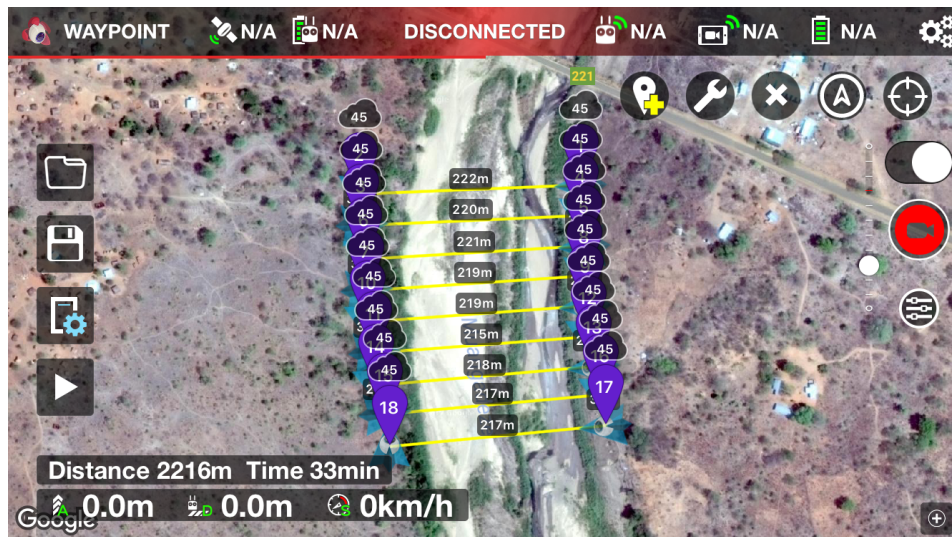 WAYPOINT N/A N/A DISCONNECTED N/A N/A N/A
221
45 45
45 45
45 45
222m
45 45
220m
45 45
221m
45 45
219m
45 45
219m
45 45
215m
45 45
218m
18 217m 17
217m
Distance 2216m Time 33min
A 0.0m D 0.0m S 0km/h
Google